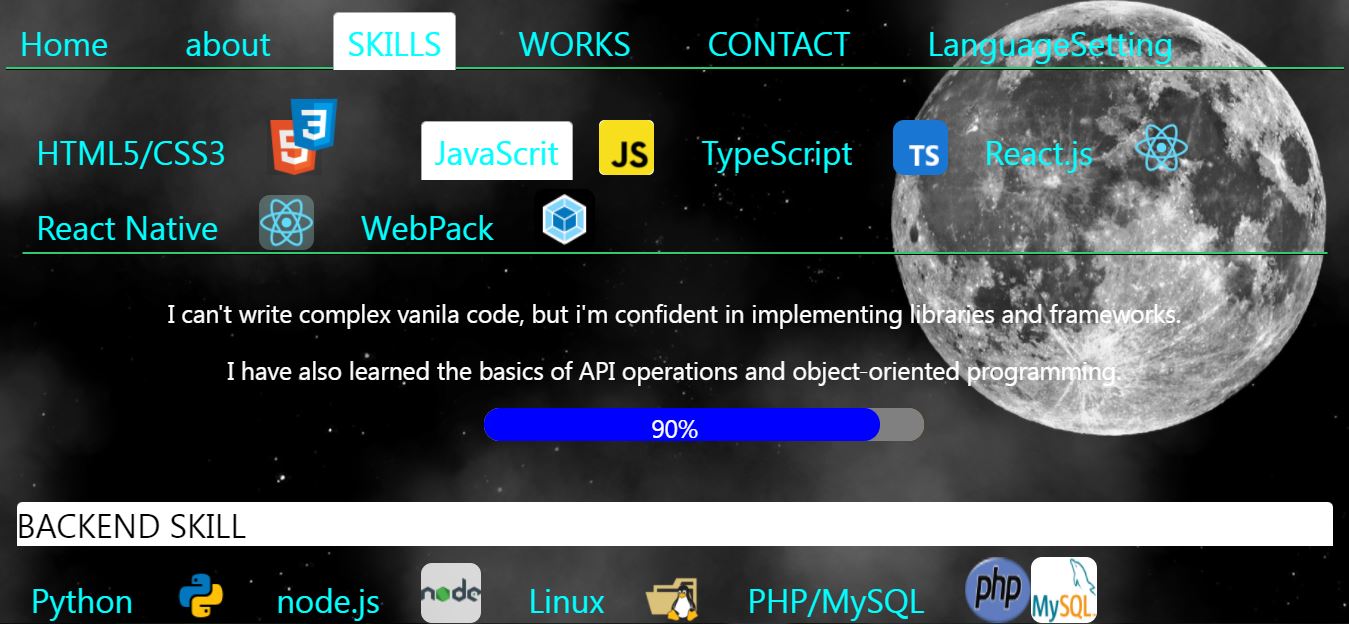 Home about SKILLS WORKS CONTACT LanguageSetting
HTML5/CSS3 5 3 JavaScrit JS TypeScript TS React.js
React Native WebPack
I can't write complex vanila code, but i'm confident in implementing libraries and frameworks.
I have also learned the basics of API operations and object-oriented programming.
90%
BACKEND SKILL
Python node.js node Linux PHP/MySQL php MySQL